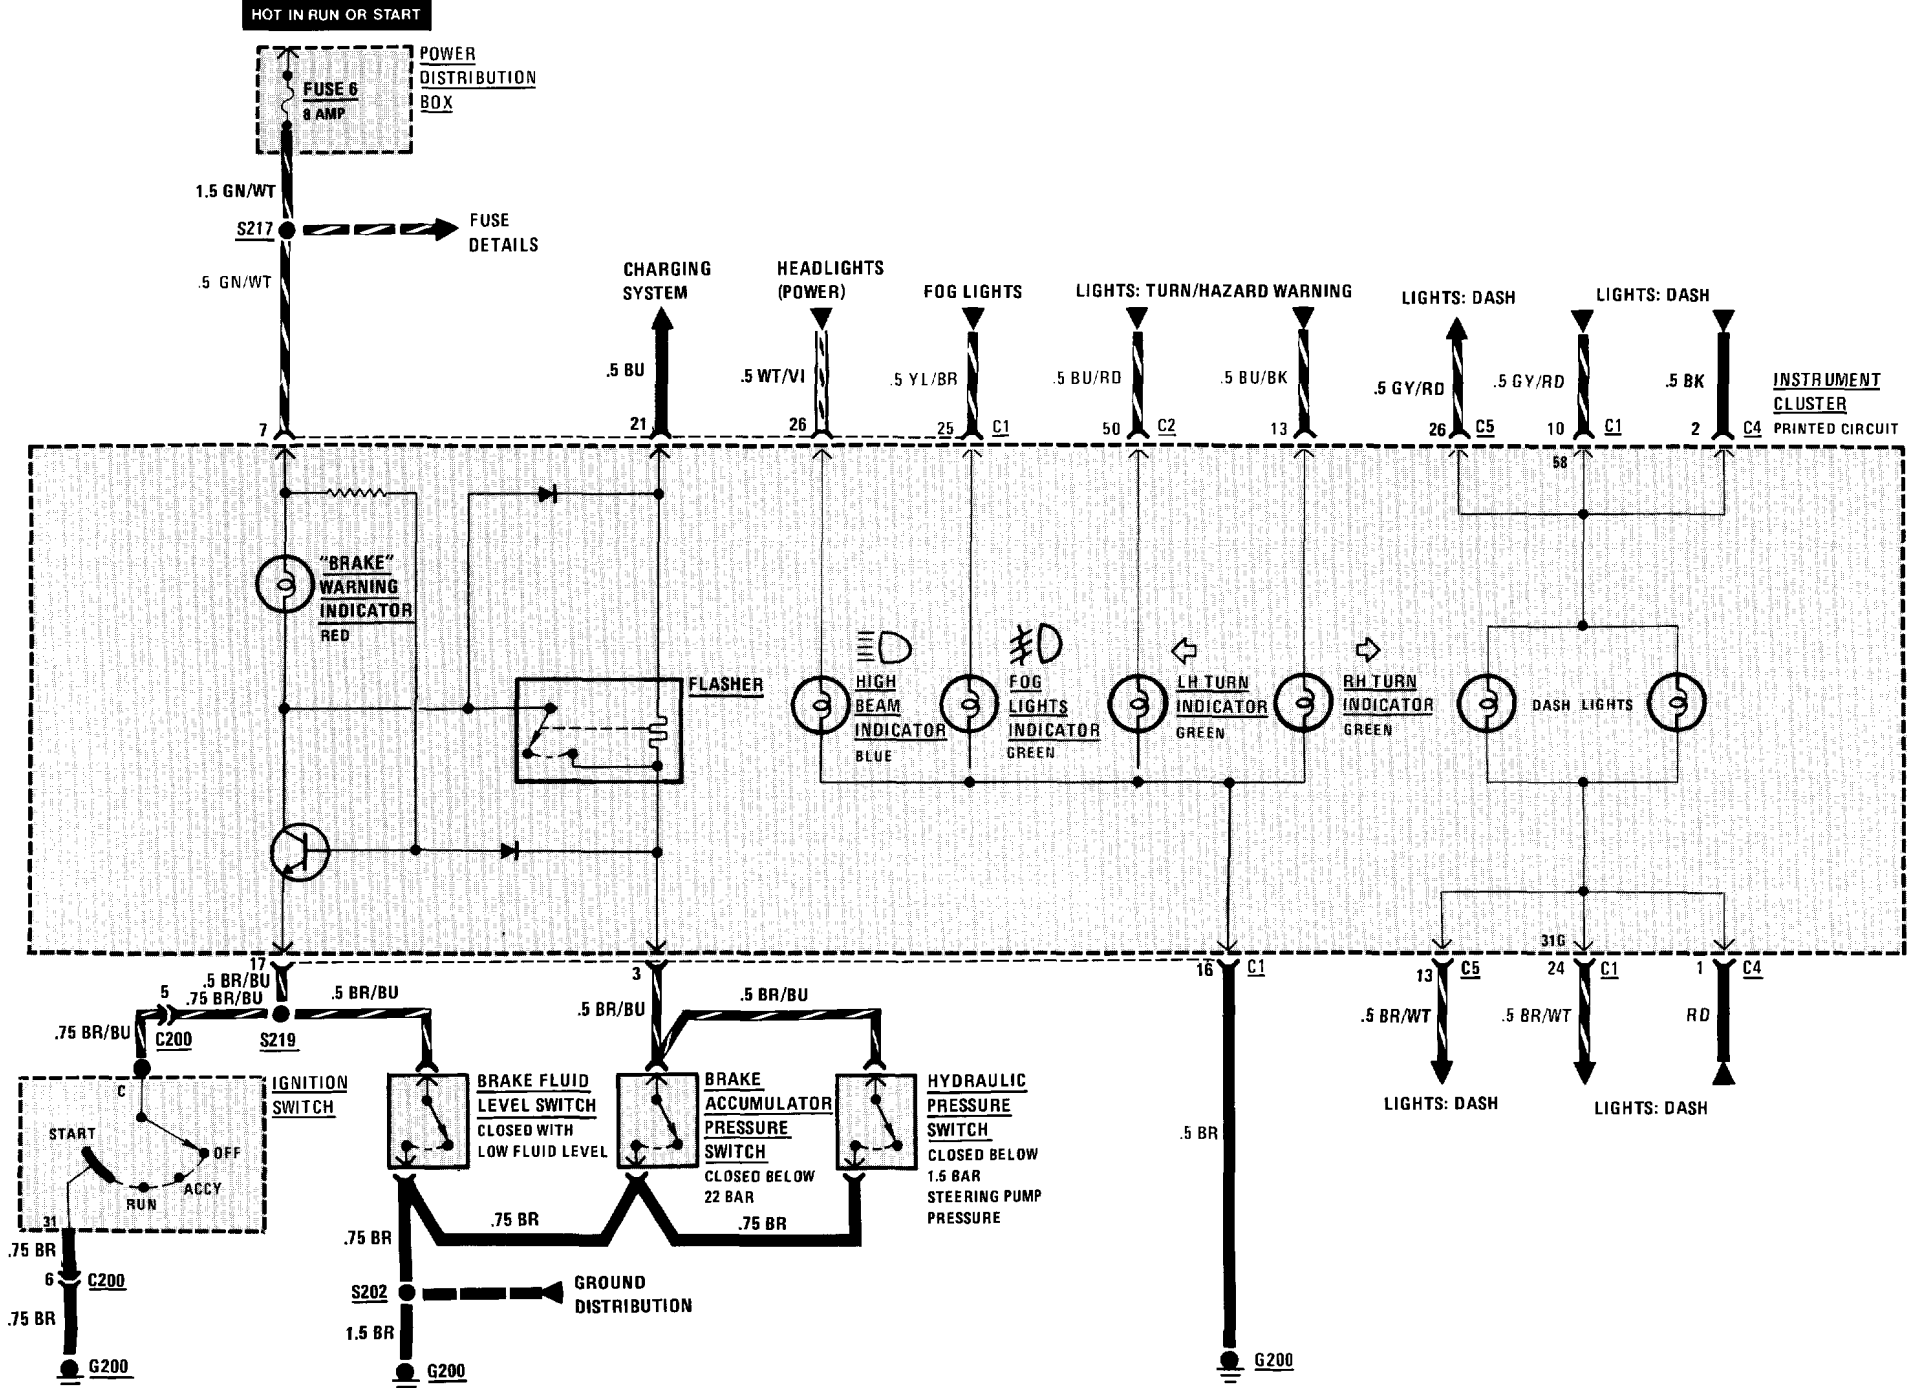 HOT IN RUN OR START
POWER
DISTRIBUTION
BOX
FUSE 6
8 AMP
1.5 GN/WT
S217
FUSE
DETAILS
.5 GN/WT
CHARGING
SYSTEM
HEADLIGHTS
(POWER)
FOG LIGHTS
LIGHTS: TURN/HAZARD WARNING
LIGHTS: DASH
LIGHTS: DASH
.5 BU
.5 WT/VI
.5 YL/BR
.5 BU/RD
.5 BU/BK
.5 GY/RD
.5 GY/RD
.5 BK
INSTRUMENT
CLUSTER
PRINTED CIRCUIT
7
21
26
25 C1
50 C2
13
26 C5
10 C1
2 C4
58
"BRAKE"
WARNING
INDICATOR
RED
FLASHER
HIGH
BEAM
INDICATOR
BLUE
FOG
LIGHTS
INDICATOR
GREEN
LH TURN
INDICATOR
GREEN
RH TURN
INDICATOR
GREEN
DASH LIGHTS
31G
17
3
16 C1
13 C5
24 C1
1 C4
.5 BR/BU
5
.75 BR/BU
.5 BR/BU
.75 BR/BU
C200
S219
.5 BR/BU
.5 BR/BU
.5 BR/WT
.5 BR/WT
RD
LIGHTS: DASH
LIGHTS: DASH
IGNITION
SWITCH
C
START
OFF
ACCY
RUN
31
BRAKE FLUID
LEVEL SWITCH
CLOSED WITH
LOW FLUID LEVEL
BRAKE
ACCUMULATOR
PRESSURE
SWITCH
CLOSED BELOW
22 BAR
HYDRAULIC
PRESSURE
SWITCH
CLOSED BELOW
1.5 BAR
STEERING PUMP
PRESSURE
.5 BR
.75 BR
6 C200
.75 BR
G200
.75 BR
.75 BR
.75 BR
S202
GROUND
DISTRIBUTION
1.5 BR
G200
G200